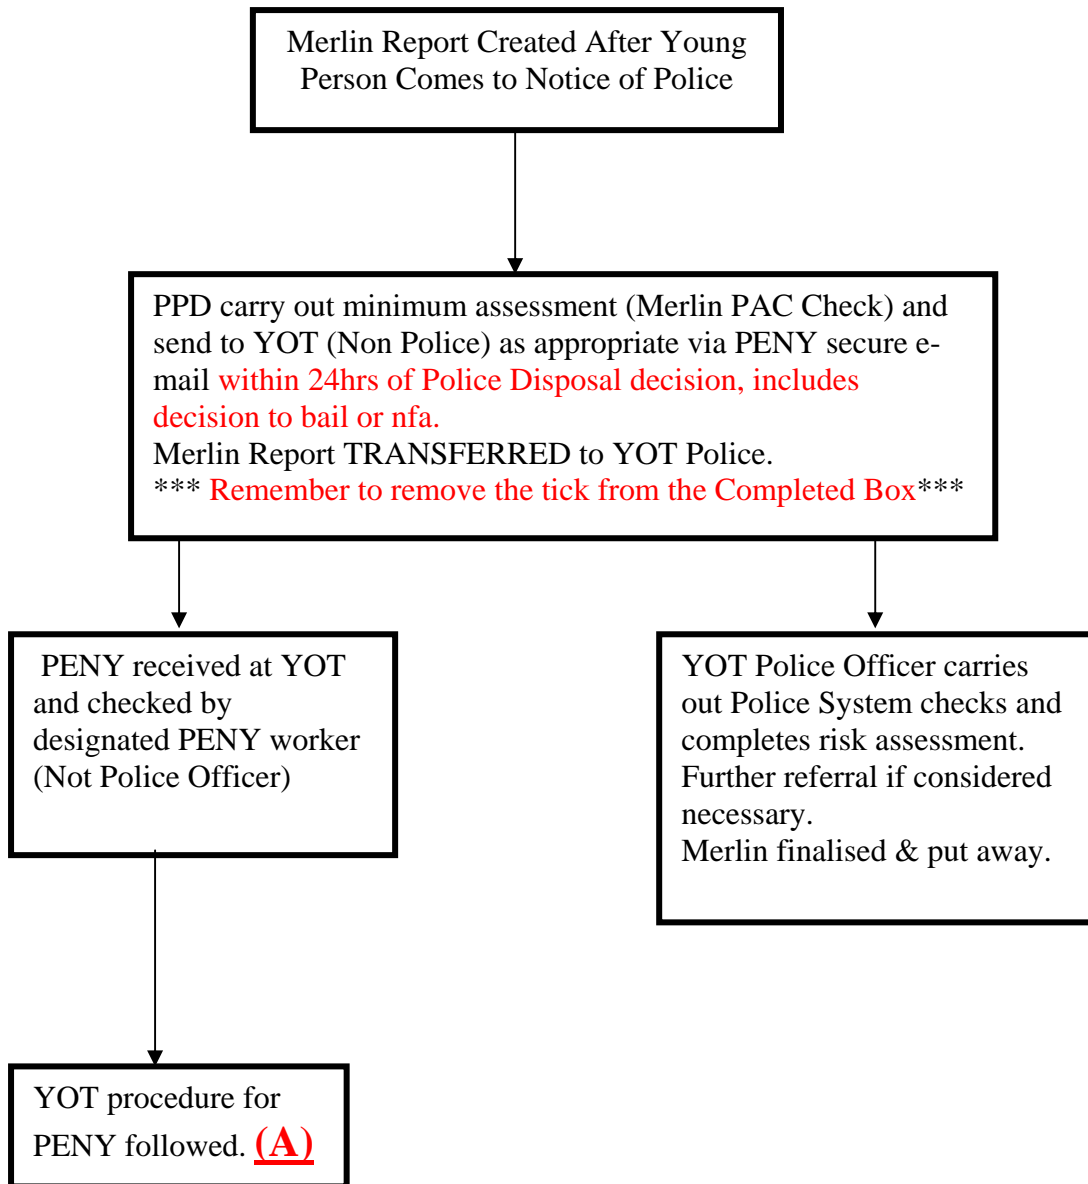 Merlin Report Created After Young
Person Comes to Notice of Police
PPD carry out minimum assessment (Merlin PAC Check) and
send to YOT (Non Police) as appropriate via PENY secure e-
mail within 24hrs of Police Disposal decision, includes
decision to bail or nfa.
Merlin Report TRANSFERRED to YOT Police.
*** Remember to remove the tick from the Completed Box***
PENY received at YOT
and checked by
designated PENY worker
(Not Police Officer)
YOT Police Officer carries
out Police System checks and
completes risk assessment.
Further referral if considered
necessary.
Merlin finalised & put away.
YOT procedure for
PENY followed. (A)